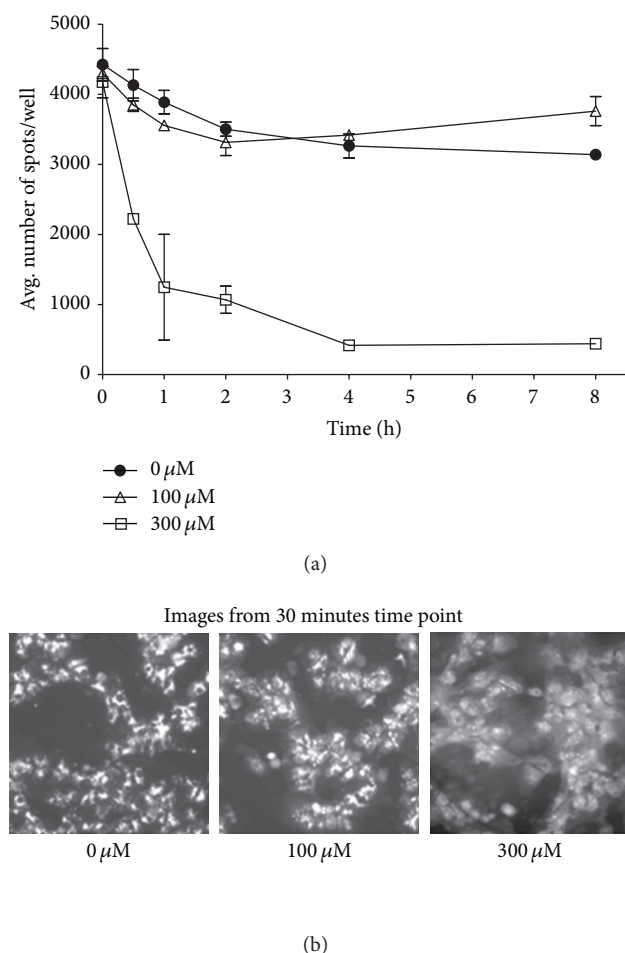 5000
4000
3000
2000
1000
0
Avg. number of spots/well
0 1 2 3 4 5 6 7 8
Time (h)
0 μM
100 μM
300 μM
(a)
Images from 30 minutes time point
0 μM 100 μM 300 μM
(b)